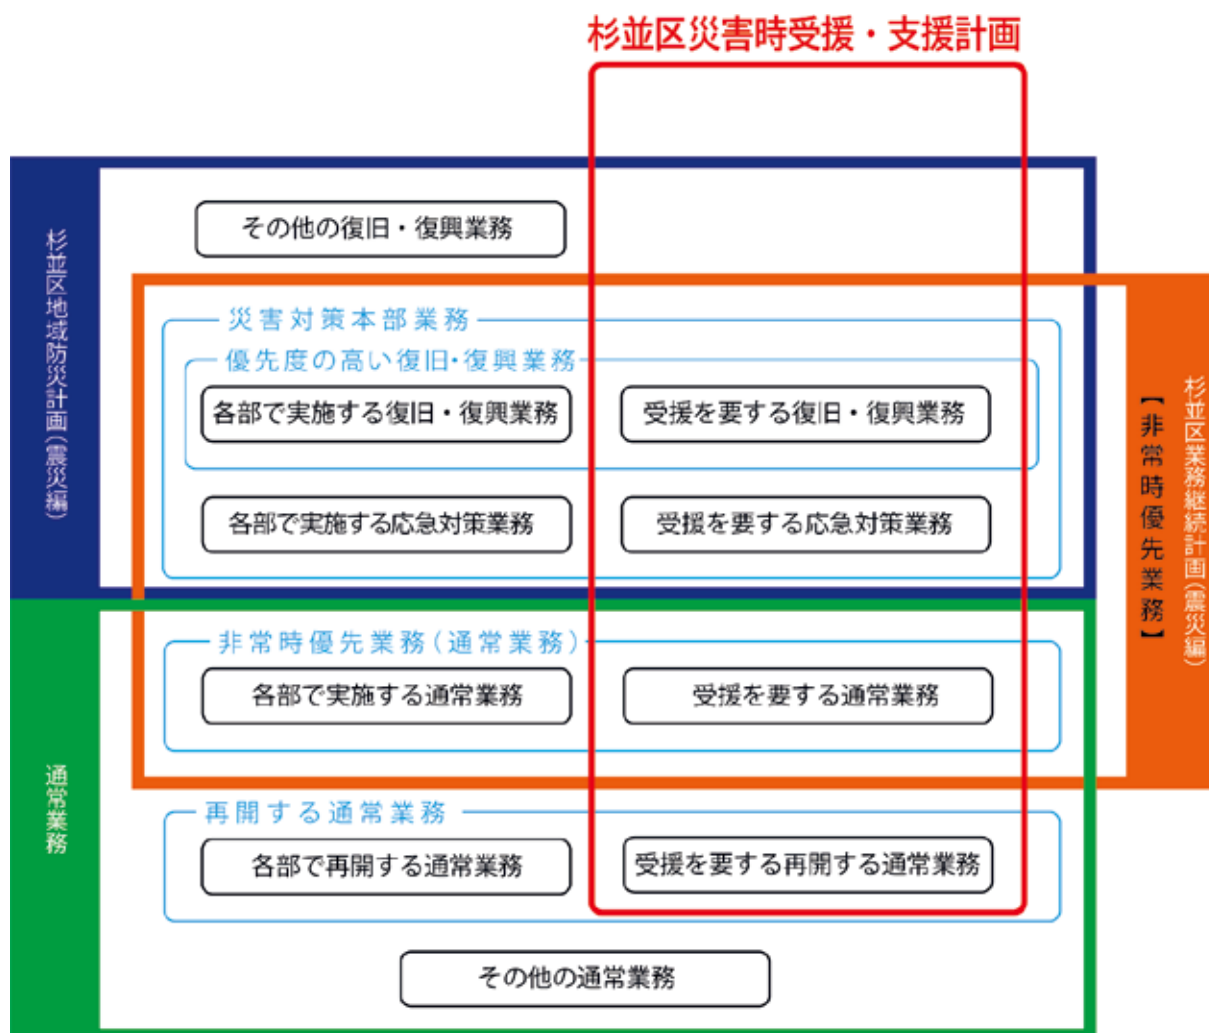 杉並区災害時受援・支援計画
杉並区地域防災計画(震災編)
その他の復旧・復興業務
災害対策本部業務
優先度の高い復旧・復興業務
各部で実施する復旧・復興業務
受援を要する復旧・復興業務
各部で実施する応急対策業務
受援を要する応急対策業務
【非常時優先業務】
杉並区業務継続計画(震災編)
通常業務
非常時優先業務(通常業務)
各部で実施する通常業務
受援を要する通常業務
再開する通常業務
各部で再開する通常業務
受援を要する再開する通常業務
その他の通常業務